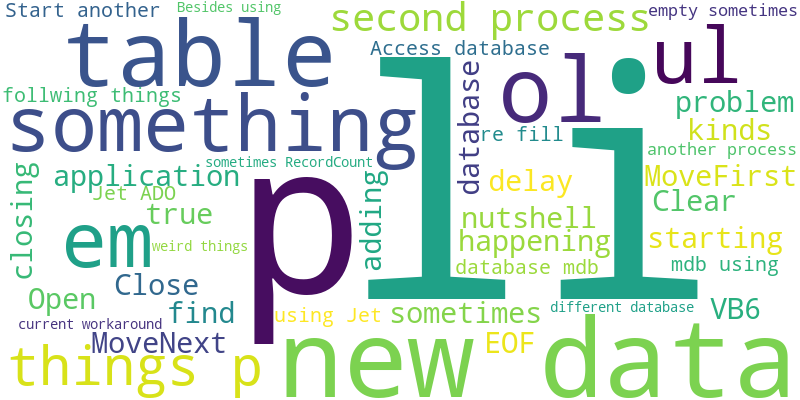 Start another
Besides using
second process
empty sometimes
table
Access database
ol
ul
li
follwing things
something
database
re fill
problem
kinds
another process
sometimes RecordCount
p
closing
application
Jet ADO
true
adding
delay
MoveFirst
Clear
em
weird things
nutshell
happening
starting
database mdb
mdb using
Close
Open
find
using Jet
sometimes
different database
VB6
current workaround
MoveNext
EOF
things p
new data